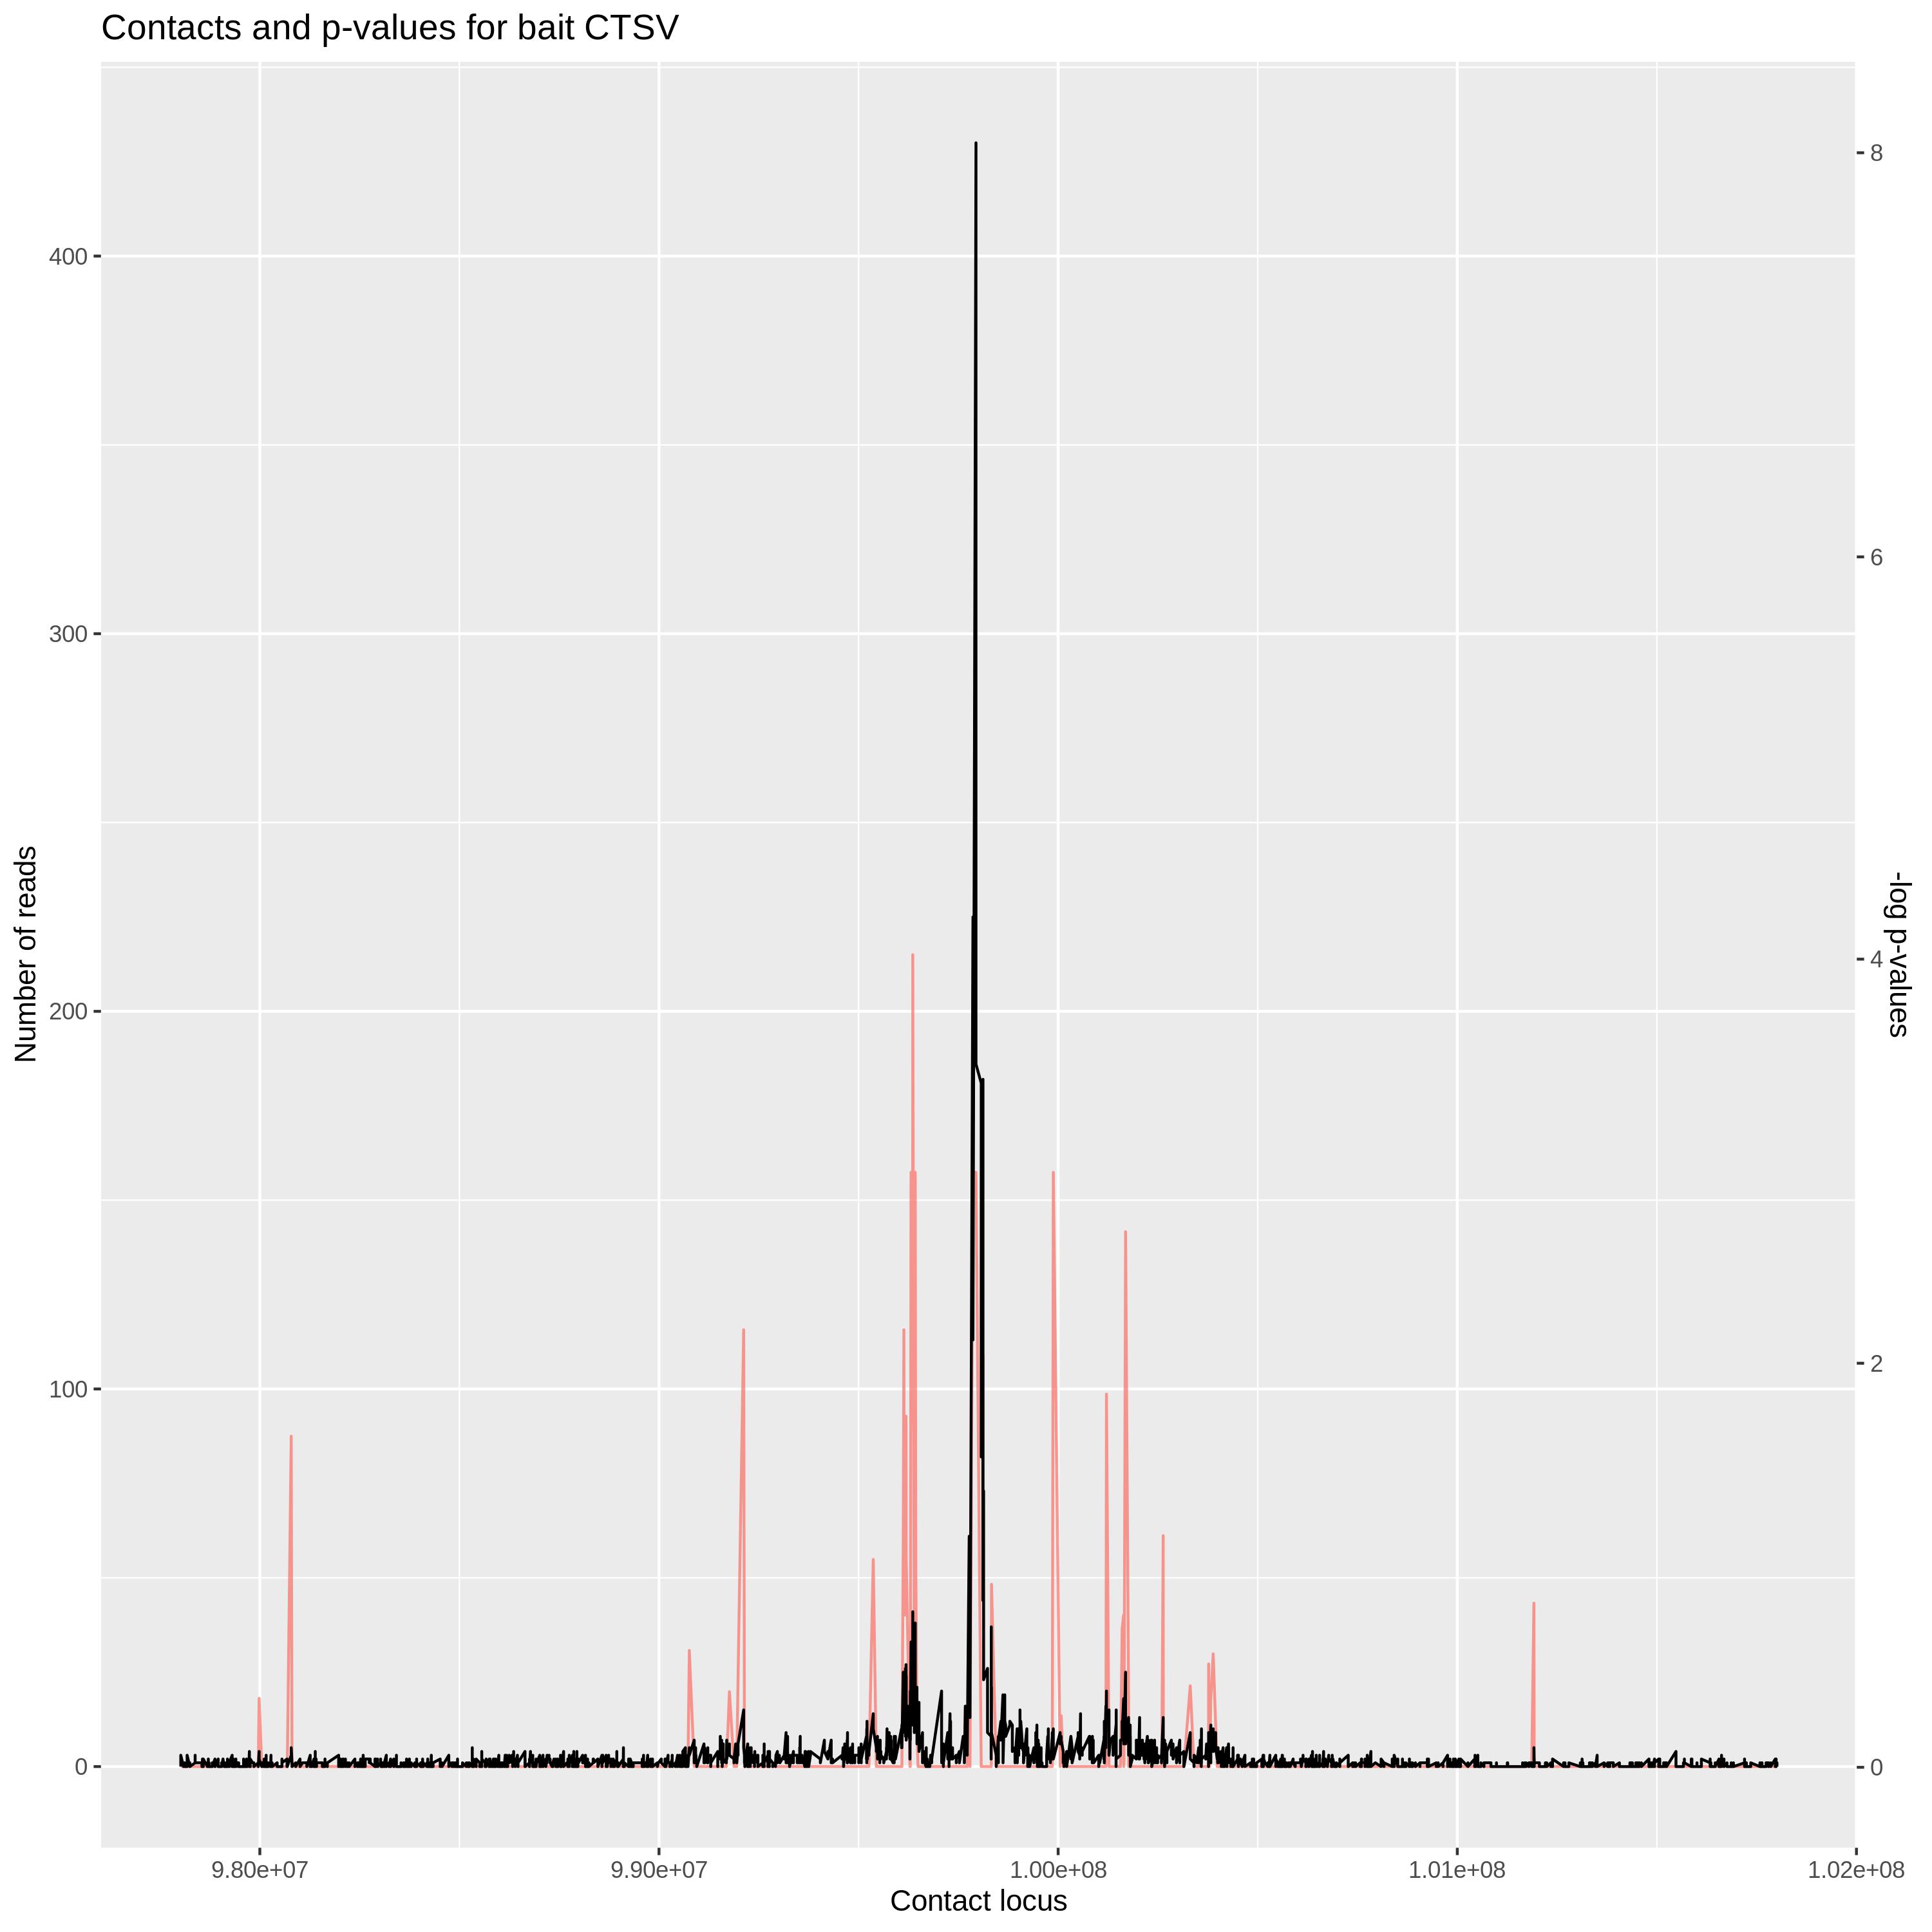 Contacts and p-values for bait CTSV
400
300
200
100
0
Number of reads
8
6
4
2
0
-log p-values
9.80e+07
9.90e+07
1.00e+08
1.01e+08
1.02e+08
Contact locus